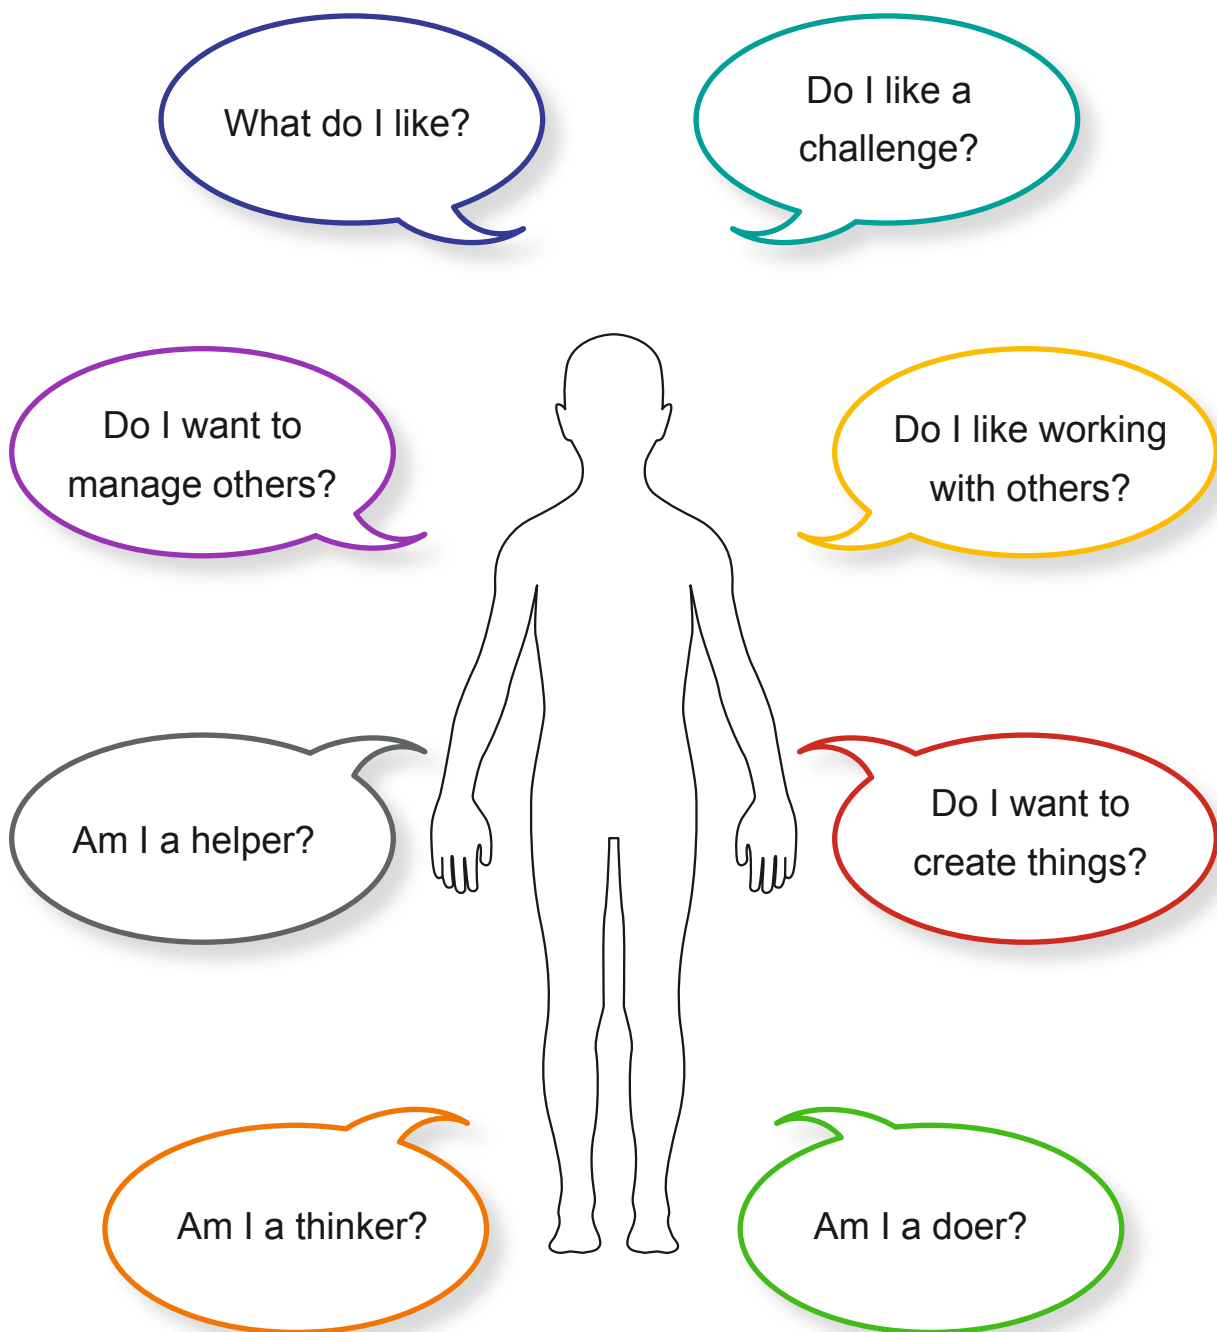 What do I like?
Do I like a
challenge?
Do I want to
manage others?
Do I like working
with others?
Am I a helper?
Do I want to
create things?
Am I a thinker?
Am I a doer?